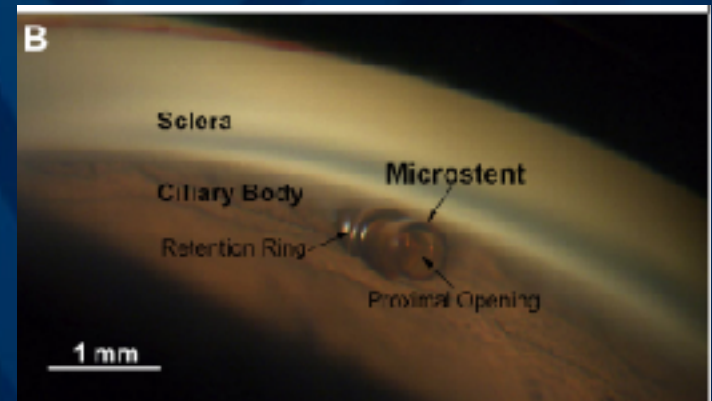 B
Sclera
Microstent
Ciliary Body
Retention Ring
Proximal Opening
1 mm